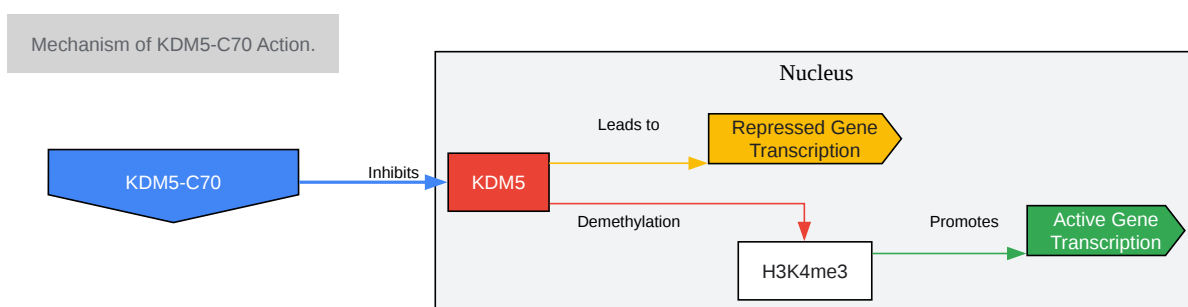 Mechanism of KDM5-C70 Action.
Nucleus
Leads to
Repressed Gene
Transcription
KDM5-C70
Inhibits
KDM5
Demethylation
Promotes
Active Gene
Transcription
H3K4me3